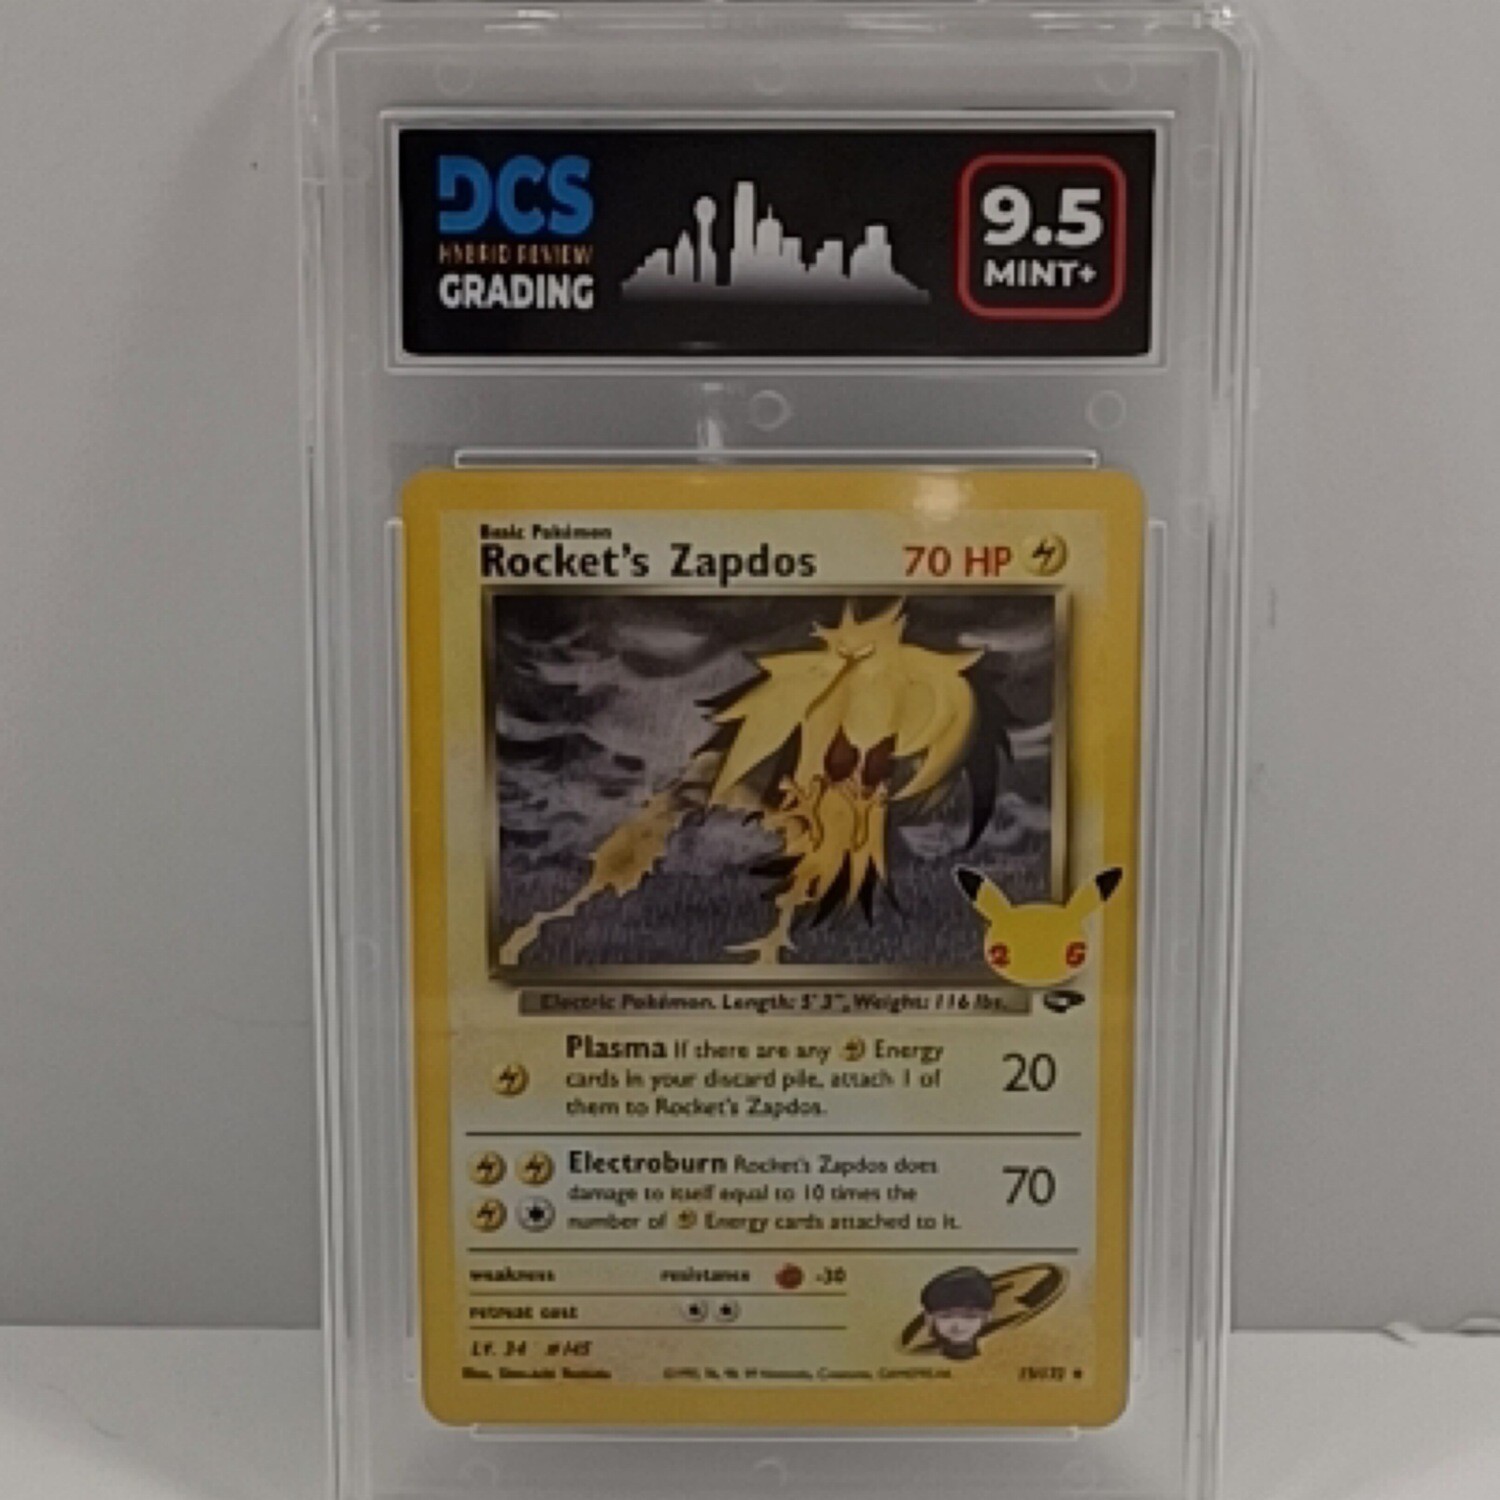 DCS
HYBRID REVIEW
GRADING
9.5
MINT+
Basic Pokémon
Rocket's Zapdos 70 HP
25
Electric Pokémon. Length: 5' 3", Weight: 116 lbs.
Plasma If there are any Energy
cards in your discard pile, attach 1 of
them to Rocket's Zapdos.
20
Electroburn Rocket's Zapdos does
damage to itself equal to 10 times the
number of Energy cards attached to it.
70
weakness resistance -30
retreat cost
LV. 34 #145